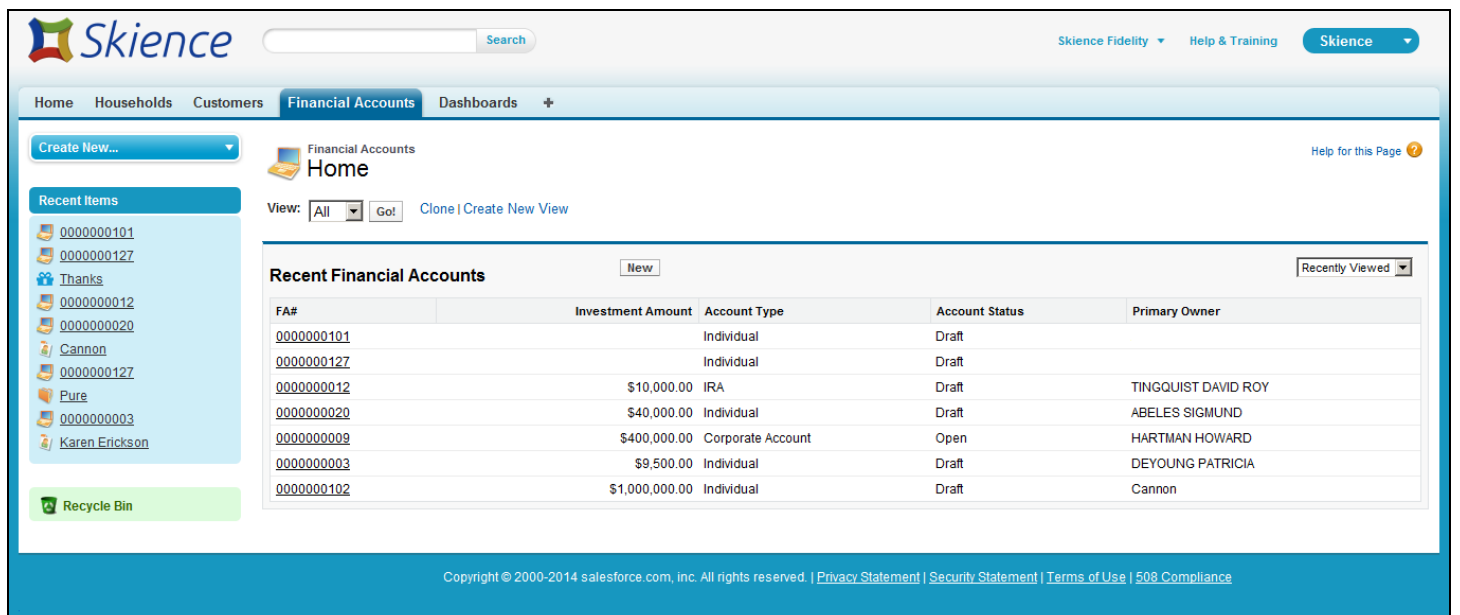 Skience Search Skience Fidelity Help & Training Skience
Home Households Customers Financial Accounts Dashboards +
Create New...
Recent Items
0000000101
0000000127
Thanks
0000000012
0000000020
Cannon
0000000127
Pure
0000000003
Karen Erickson
Recycle Bin
Financial Accounts
Home
Help for this Page ?
View: All Go! Clone | Create New View
Recent Financial Accounts New Recently Viewed
FA# Investment Amount Account Type Account Status Primary Owner
0000000101 Individual Draft
0000000127 Individual Draft
0000000012 $10,000.00 IRA Draft TINGQUIST DAVID ROY
0000000020 $40,000.00 Individual Draft ABELES SIGMUND
0000000009 $400,000.00 Corporate Account Open HARTMAN HOWARD
0000000003 $9,500.00 Individual Draft DEYOUNG PATRICIA
0000000102 $1,000,000.00 Individual Draft Cannon
Copyright © 2000-2014 salesforce.com, inc. All rights reserved. | Privacy Statement | Security Statement | Terms of Use | 508 Compliance